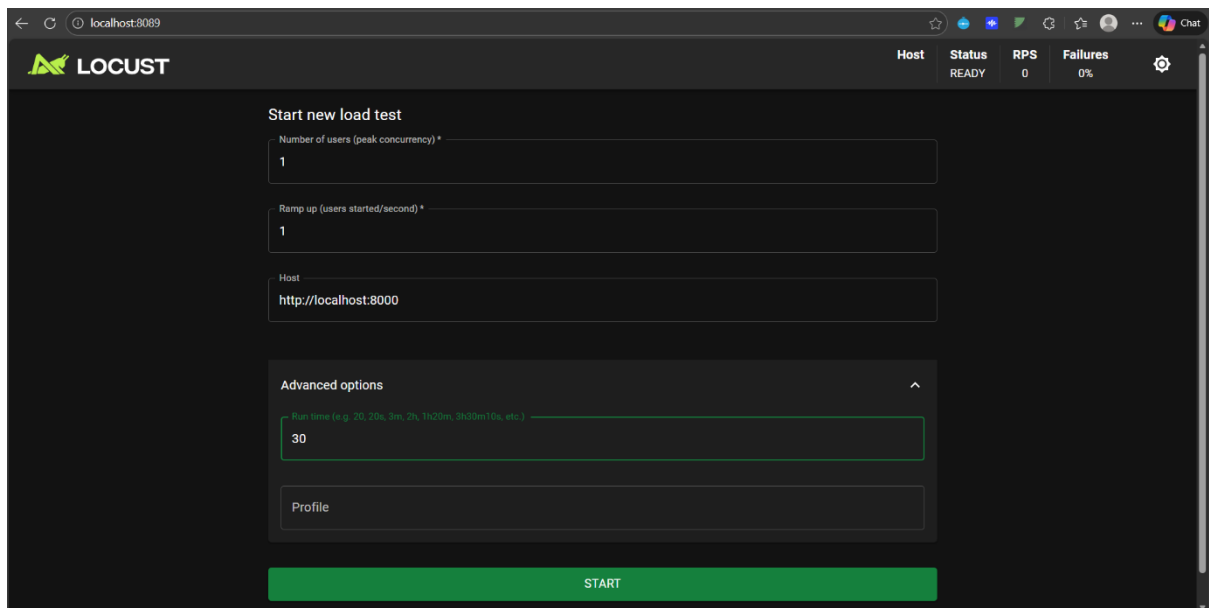 localhost:8089
Chat
LOCUST
Host
Status
READY
RPS
0
Failures
0%
Start new load test
Number of users (peak concurrency) *
1
Ramp up (users started/second) *
1
Host
http://localhost:8000
Advanced options
Run time (e.g. 20, 20s, 3m, 2h, 1h20m, 3h30m10s, etc.)
30
Profile
START